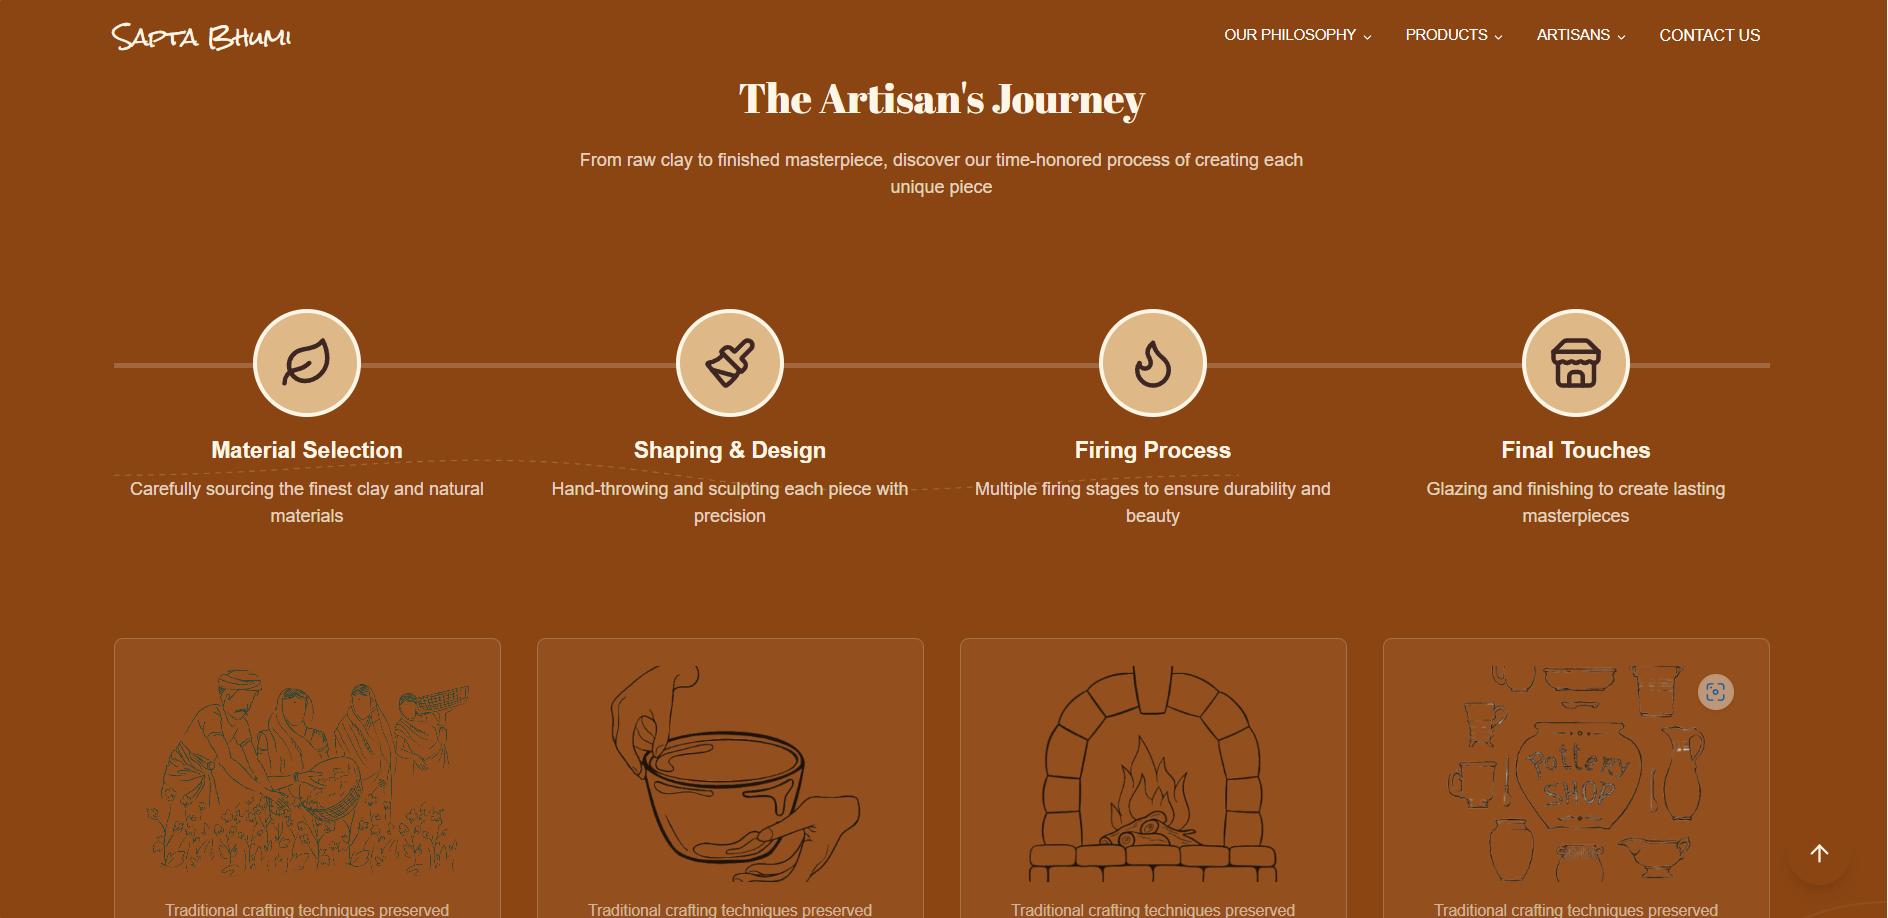 Sapta Bhumi
OUR PHILOSOPHY
PRODUCTS
ARTISANS
CONTACT US
The Artisan's Journey
From raw clay to finished masterpiece, discover our time-honored process of creating each
unique piece
Material Selection
Carefully sourcing the finest clay and natural
materials
Shaping & Design
Hand-throwing and sculpting each piece with
precision
Firing Process
Multiple firing stages to ensure durability and
beauty
Final Touches
Glazing and finishing to create lasting
masterpieces
Pottery
SHOP
Traditional crafting techniques preserved
Traditional crafting techniques preserved
Traditional crafting techniques preserved
Traditional crafting techniques preserved